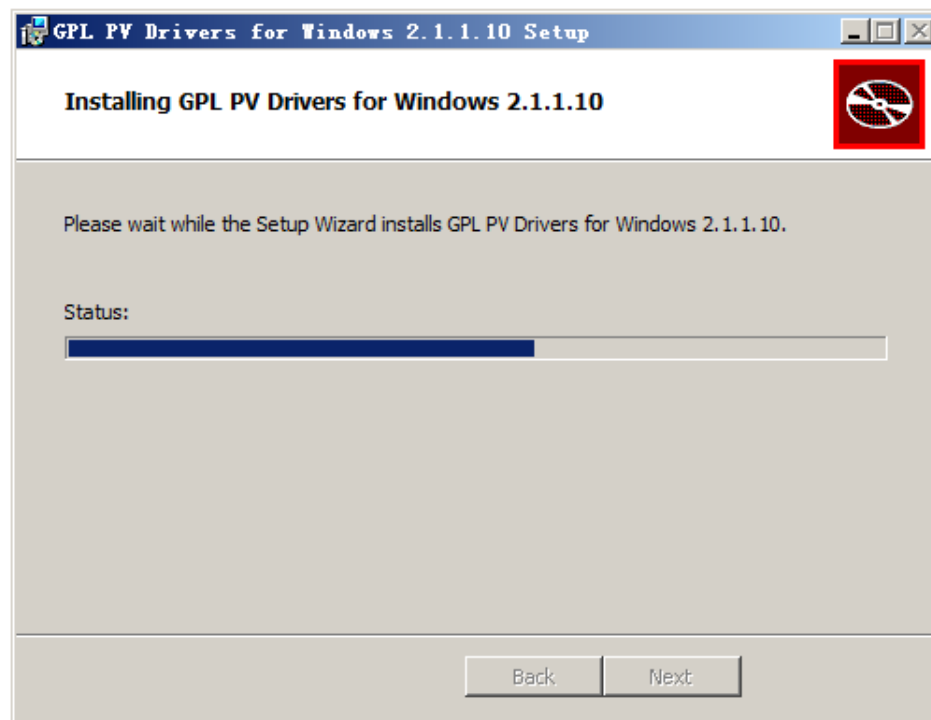 GPL PV Drivers for Windows 2.1.1.10 Setup
Installing GPL PV Drivers for Windows 2.1.1.10
Please wait while the Setup Wizard installs GPL PV Drivers for Windows 2.1.1.10.
Status:
Back Next